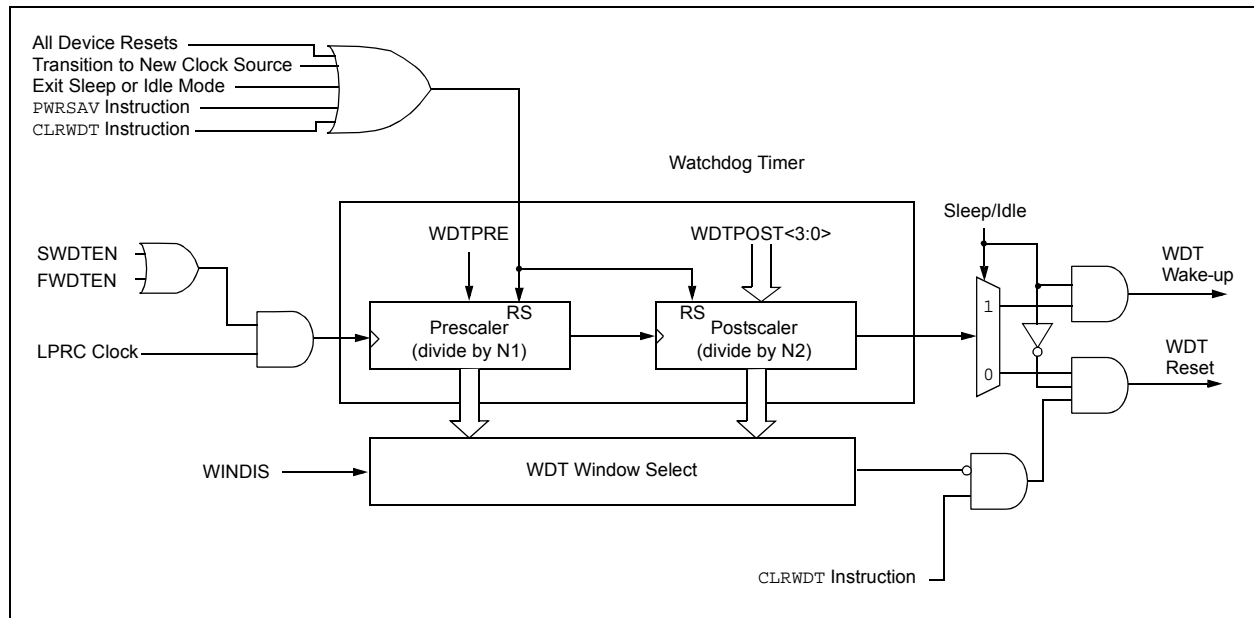 All Device Resets
Transition to New Clock Source
Exit Sleep or Idle Mode
PWRSAV Instruction
CLRWDT Instruction
Watchdog Timer
Sleep/Idle
WDTPRE
WDTPOST<3:0>
SWDTEN
FWDTEN
WDT
Wake-up
RS
RS
Prescaler
(divide by N1)
Postscaler
(divide by N2)
1
0
LPRC Clock
WDT
Reset
WINDIS
WDT Window Select
CLRWDT Instruction